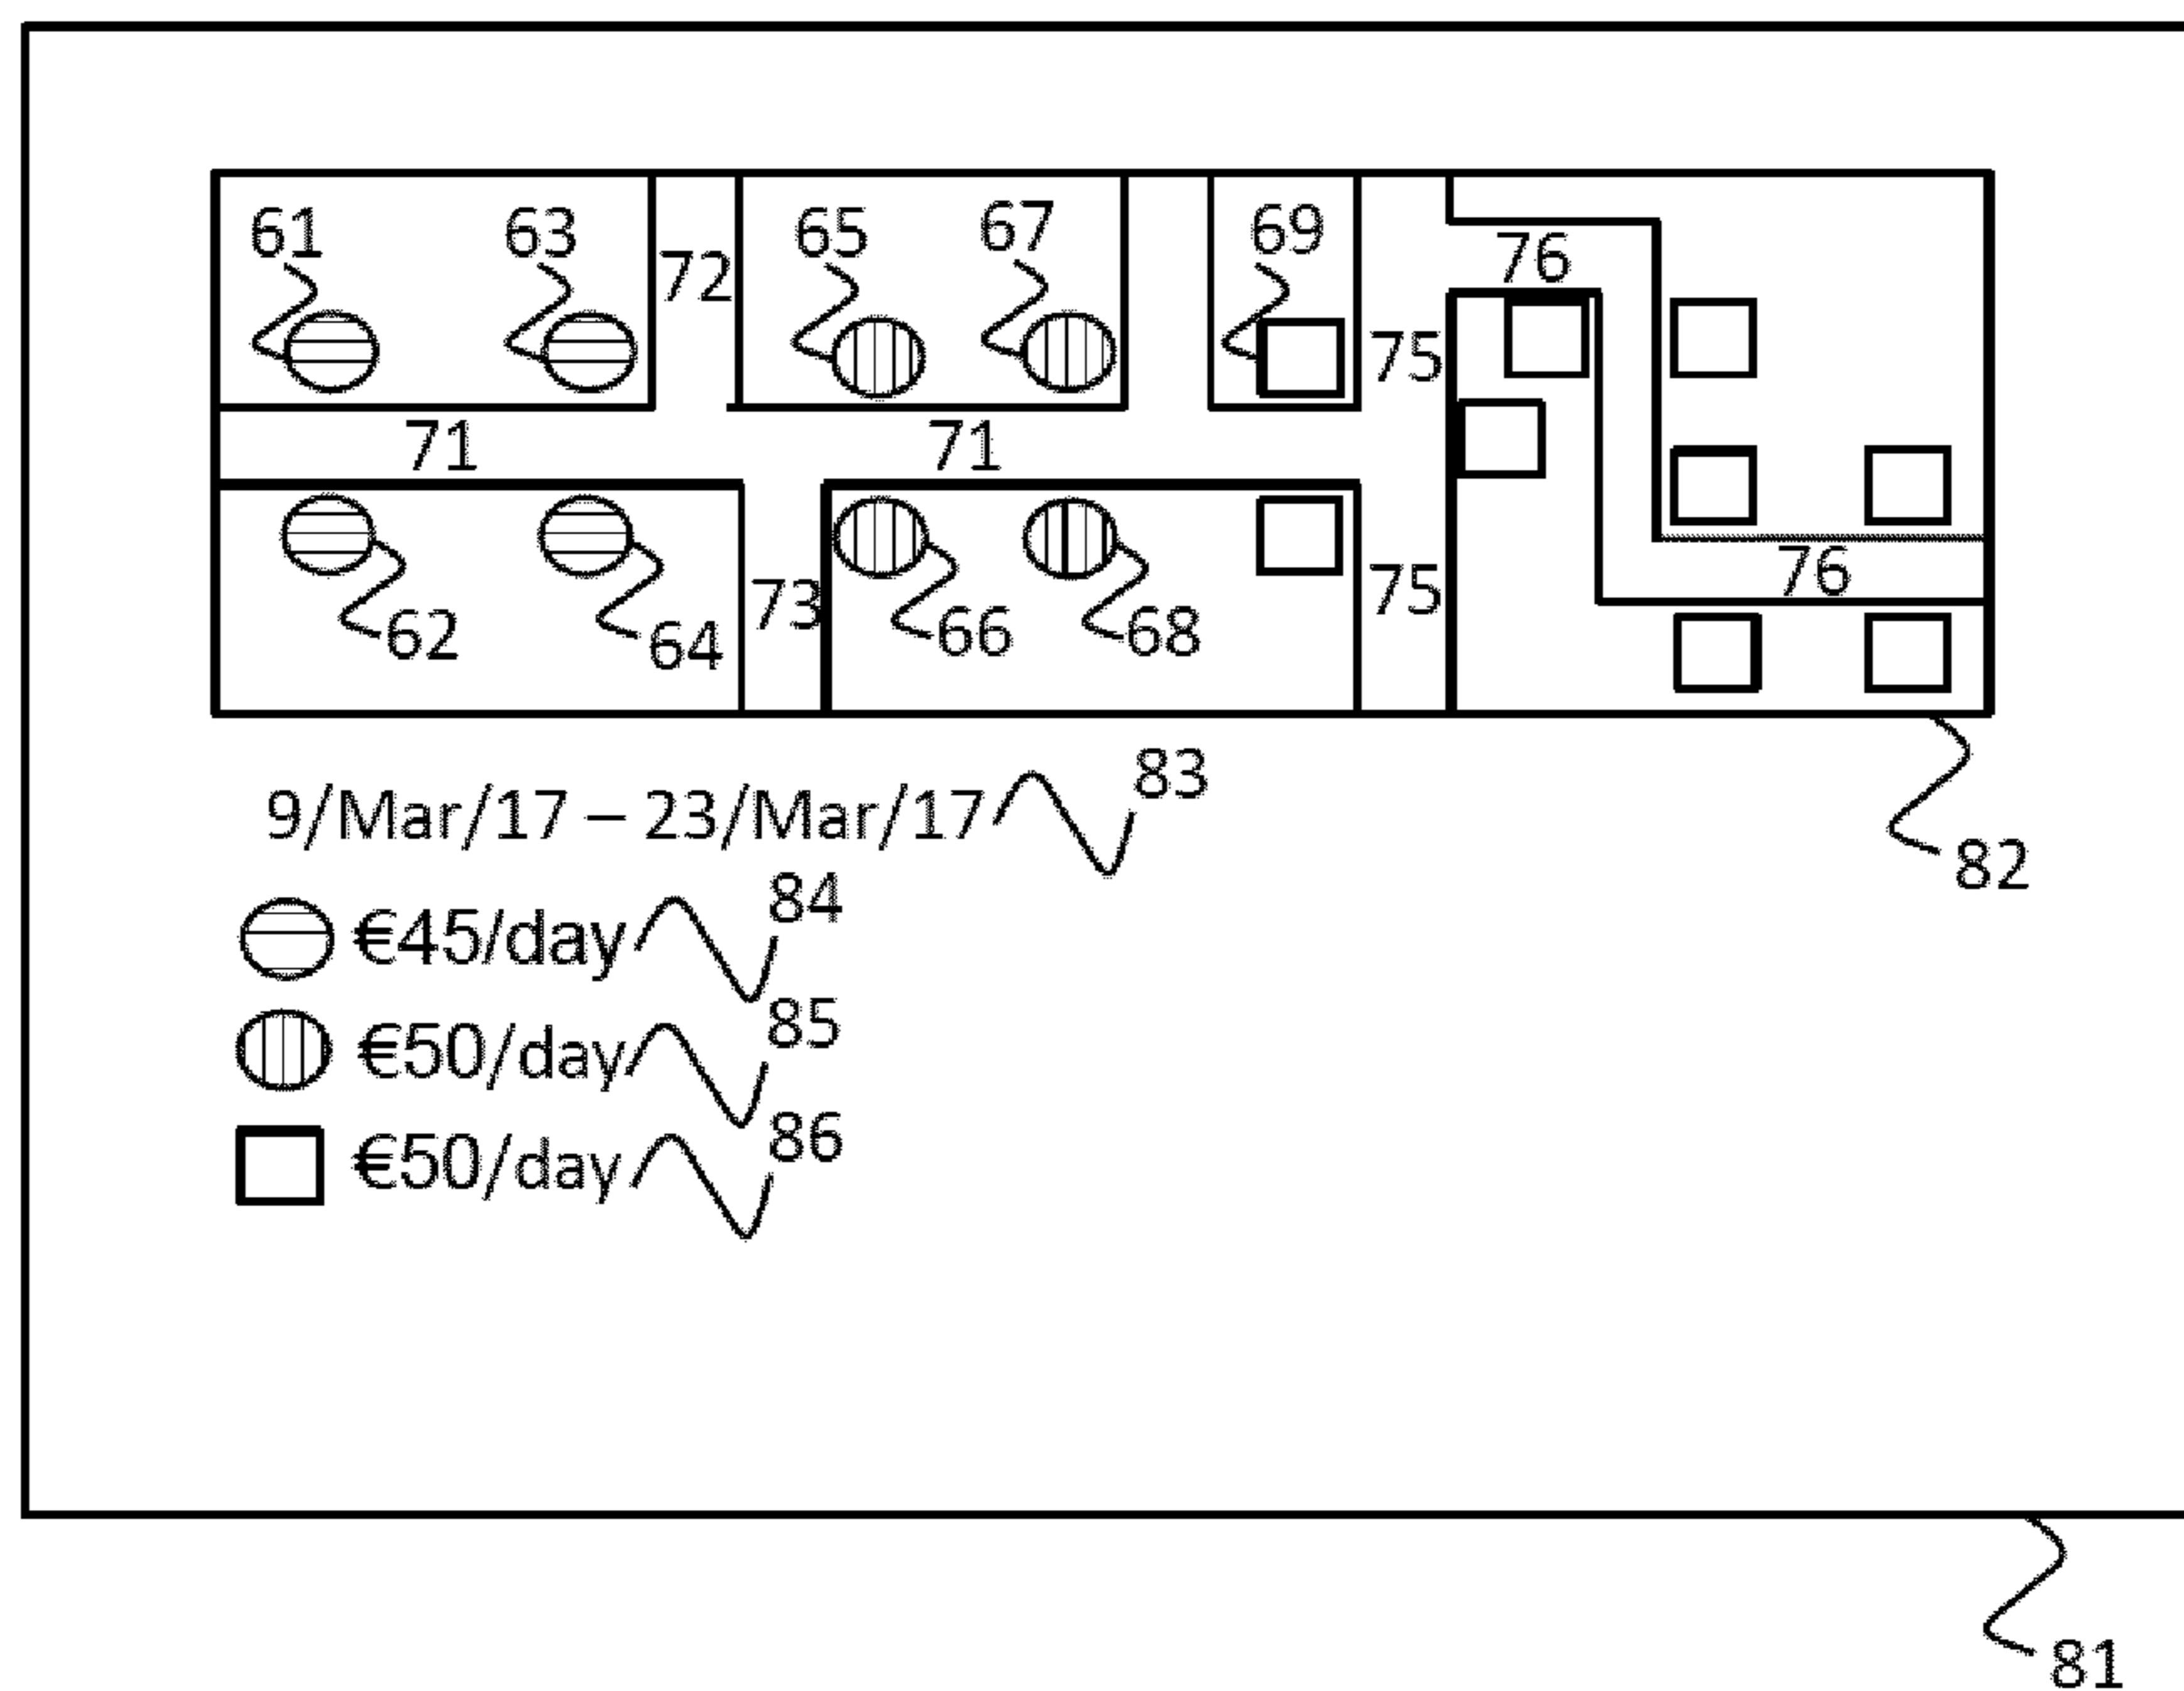 61 63 65 67 69
72 76
75
71 71
76
73 75
62 64 66 68
9/Mar/17 – 23/Mar/17 83
82
€45/day 84
€50/day 85
€50/day 86
81